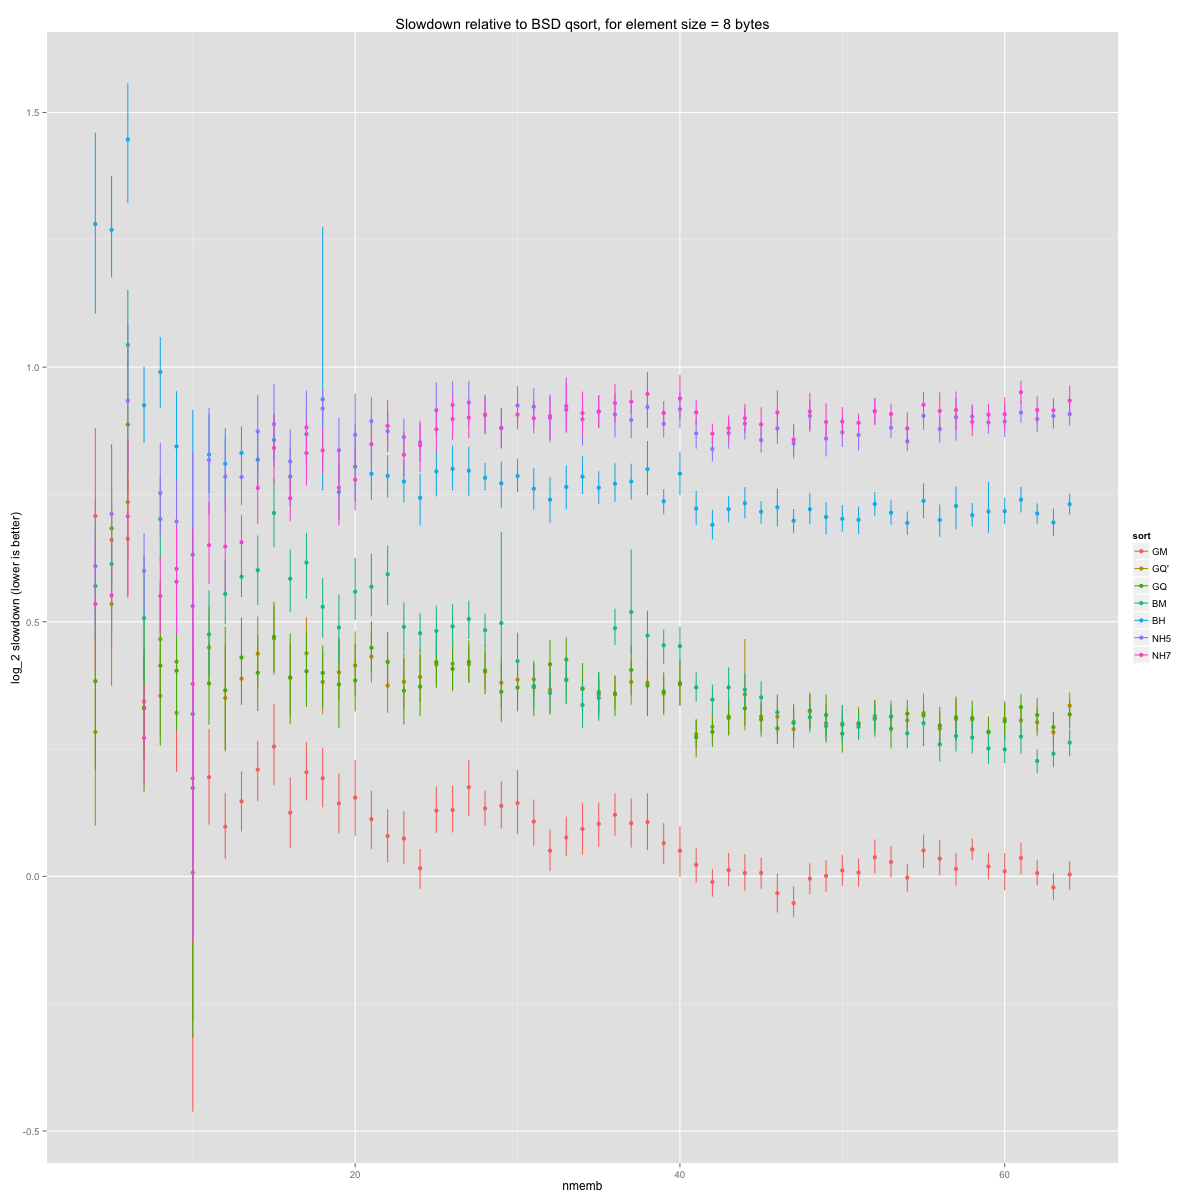 Slowdown relative to BSD qsort, for element size = 8 bytes
log_2 slowdown (lower is better)
1.5
1.0
0.5
0.0
-0.5
20
40
60
nmemb
sort
GM
GQ'
GQ
BM
BH
NH5
NH7